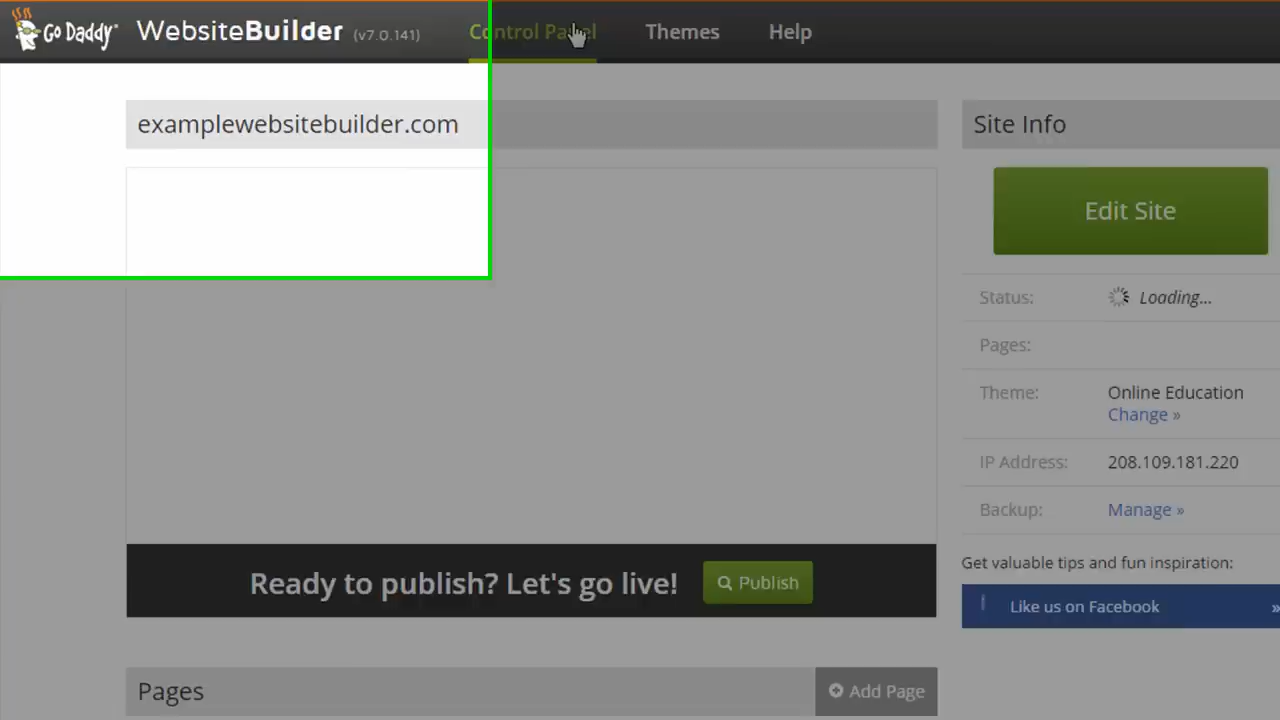 Go Daddy WebsiteBuilder (v7.0.141) Control Panel Themes Help
examplewebsitebuilder.com
Site Info
Edit Site
Status: Loading...
Pages:
Theme: Online Education
Change »
IP Address: 208.109.181.220
Backup: Manage »
Get valuable tips and fun inspiration:
Like us on Facebook »
Ready to publish? Let's go live! Publish
Pages
Add Page